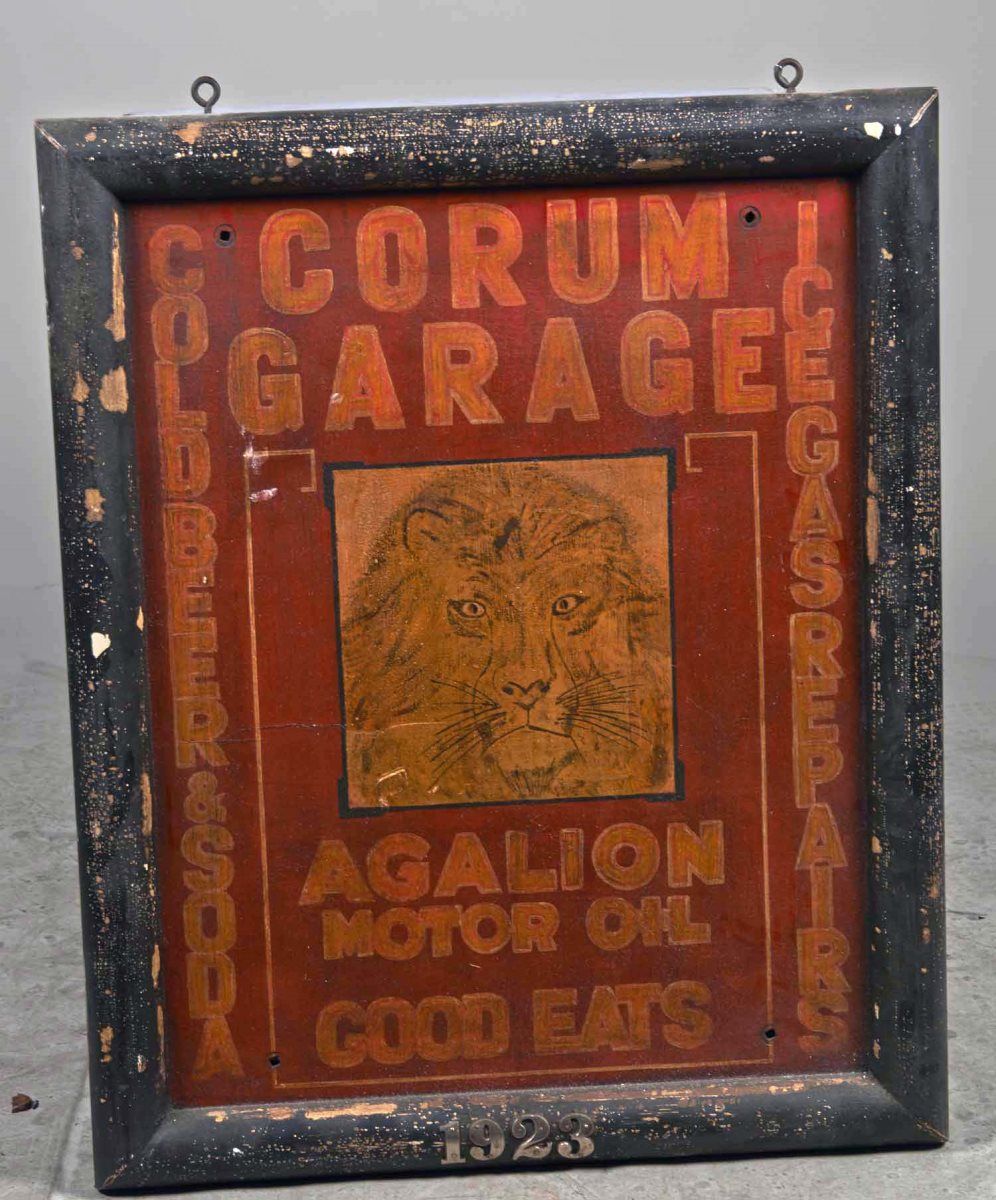 CORUM
GARAGE
COLD BEER & SODA
ICE GAS REPAIRS
AGALION
MOTOR OIL
GOOD EATS
1923